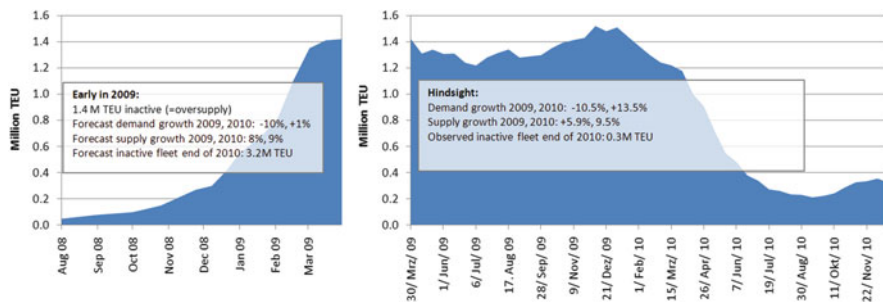 1.6
1.4
1.2
1.0
0.8
0.6
0.4
0.2
0.0
Million TEU
Early in 2009:
1.4 M TEU inactive (=oversupply)
Forecast demand growth 2009, 2010: -10%, +1%
Forecast supply growth 2009, 2010: 8%, 9%
Forecast inactive fleet end of 2010: 3.2M TEU
Aug 08
Sep 08
Oct 08
Nov 08
Dec 08
Jan 09
Feb 09
Mar 09
1.6
1.4
1.2
1.0
0.8
0.6
0.4
0.2
0.0
Million TEU
Hindsight:
Demand growth 2009, 2010: -10.5%, +13.5%
Supply growth 2009, 2010: +5.9%, 9.5%
Observed inactive fleet end of 2010: 0.3M TEU
30/ Mrz/ 09
1/ Jun/ 09
6/ Jul/ 09
17. Aug 09
28/ Sep/ 09
9/ Nov/ 09
21/ Dez/ 09
1/ Feb/ 10
15/ Mrz/ 10
26/ Apr/ 10
7/ Jun/ 10
19/ Jul/ 10
30/ Aug/ 10
11/ Okt/ 10
22/ Nov/ 10